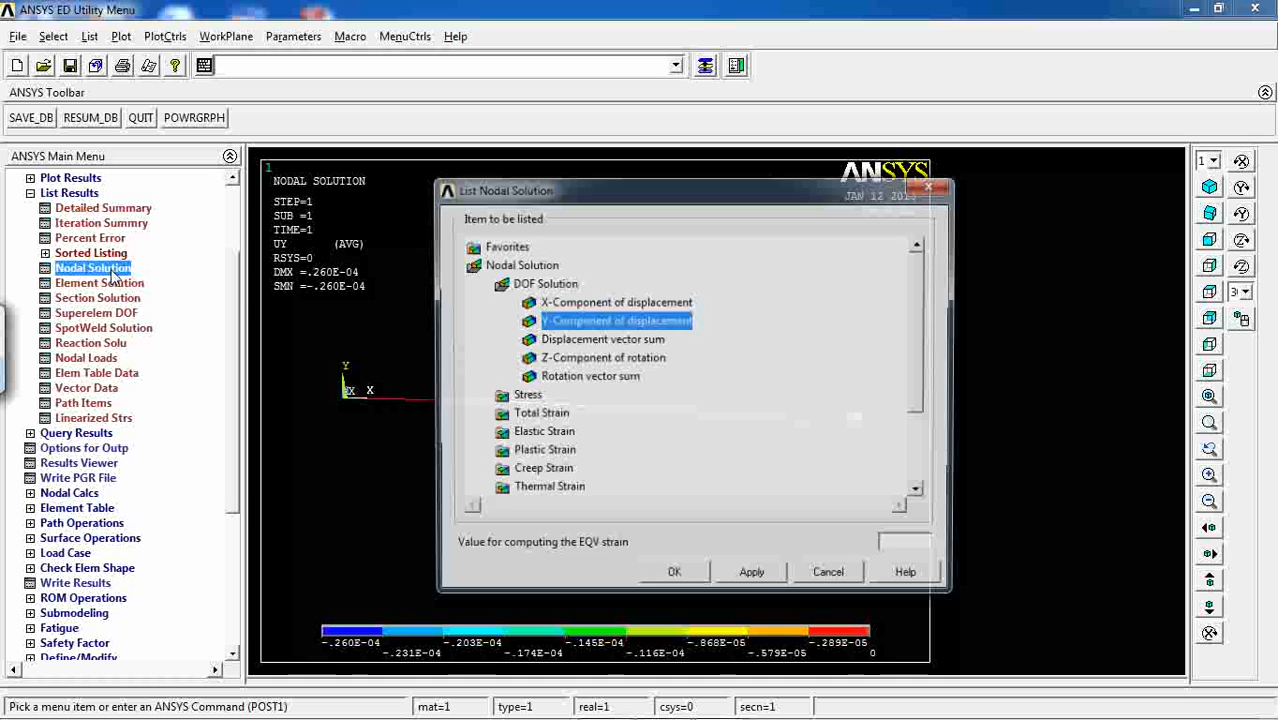 ANSYS ED Utility Menu
File Select List Plot PlotCtrls WorkPlane Parameters Macro MenuCtrls Help
ANSYS Toolbar
SAVE_DB RESUM_DB QUIT POWRGRPH
ANSYS Main Menu
Plot Results
List Results
Detailed Summary
Iteration Summry
Percent Error
Sorted Listing
Nodal Solution
Element Solution
Section Solution
Superelem DOF
SpotWeld Solution
Reaction Solu
Nodal Loads
Elem Table Data
Vector Data
Path Items
Linearized Strs
Query Results
Options for Outp
Results Viewer
Write PGR File
Nodal Calcs
Element Table
Path Operations
Surface Operations
Load Case
Check Elem Shape
Write Results
ROM Operations
Submodeling
Fatigue
Safety Factor
Define/Modify
1
NODAL SOLUTION
STEP=1
SUB =1
TIME=1
UY (AVG)
RSYS=0
DMX =.260E-04
SMN =-.260E-04
ANSYS
JAN 12
Y
X
List Nodal Solution
Item to be listed
Favorites
Nodal Solution
DOF Solution
X-Component of displacement
Y-Component of displacement
Displacement vector sum
Z-Component of rotation
Rotation vector sum
Stress
Total Strain
Elastic Strain
Plastic Strain
Creep Strain
Thermal Strain
Value for computing the EQV strain
OK Apply Cancel Help
-.260E-04 -.203E-04 -.145E-04 -.868E-05 -.289E-05
-.231E-04 -.174E-04 -.116E-04 -.579E-05 0
1
3
Pick a menu item or enter an ANSYS Command (POST1) mat=1 type=1 real=1 csys=0 secn=1